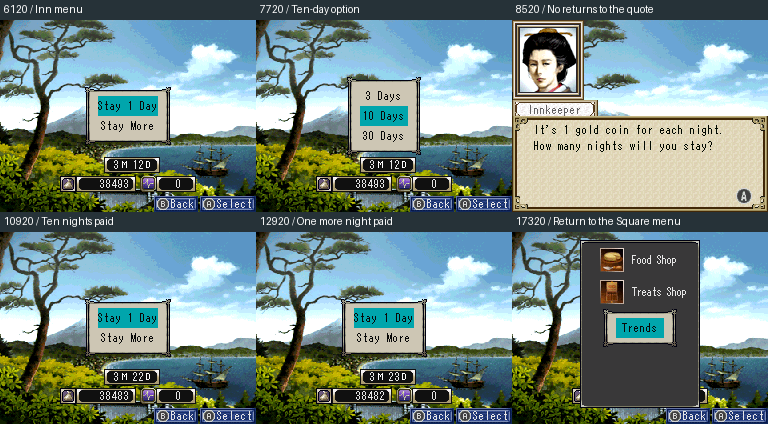 6120 / Inn menu
Stay 1 Day
Stay More
3 M 12 D
38493
0
B Back A Select
7720 / Ten-day option
3 Days
10 Days
30 Days
3 M 12 D
38493
0
B Back A Select
8520 / No returns to the quote
Innkeeper
It's 1 gold coin for each night.
How many nights will you stay?
A
10920 / Ten nights paid
Stay 1 Day
Stay More
3 M 22 D
38483
0
B Back A Select
12920 / One more night paid
Stay 1 Day
Stay More
3 M 23 D
38482
0
B Back A Select
17320 / Return to the Square menu
Food Shop
Treats Shop
Trends
B Back A Select